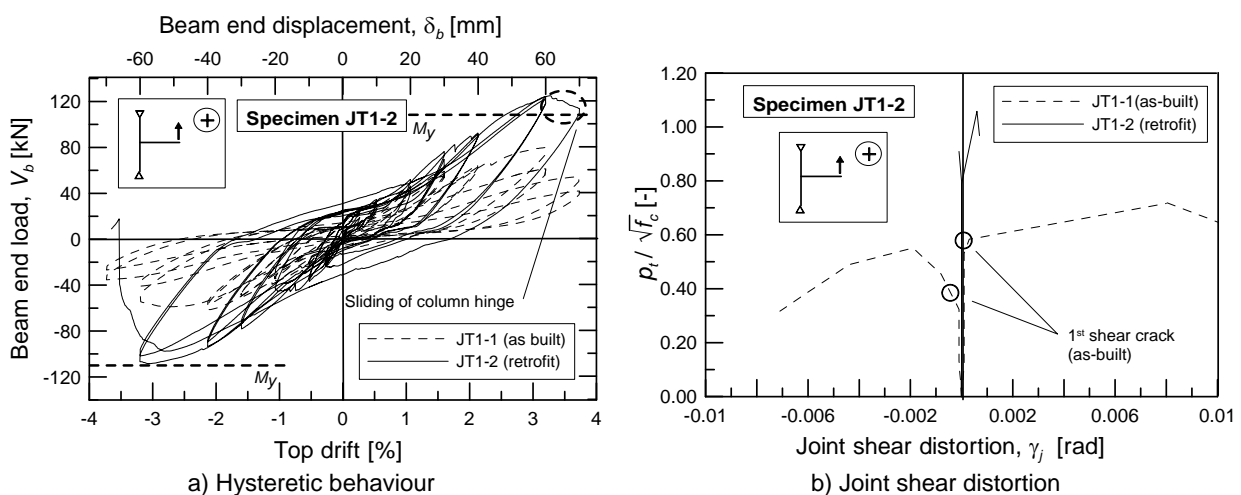 Beam end displacement, δb [mm]
-60 -40 -20 0 20 40 60
120
80
40
0
-40
-80
-120
Beam end load, Vb [kN]
Specimen JT1-2
My
Sliding of column hinge
JT1-1 (as built)
JT1-2 (retrofit)
My
-4 -3 -2 -1 0 1 2 3 4
Top drift [%]
a) Hysteretic behaviour
1.20
1.00
0.80
0.60
0.40
0.20
0.00
pt / √fc [-]
Specimen JT1-2
JT1-1(as-built)
JT1-2 (retrofit)
1st shear crack
(as-built)
-0.01 -0.006 -0.002 0.002 0.006 0.01
Joint shear distortion, γj [rad]
b) Joint shear distortion